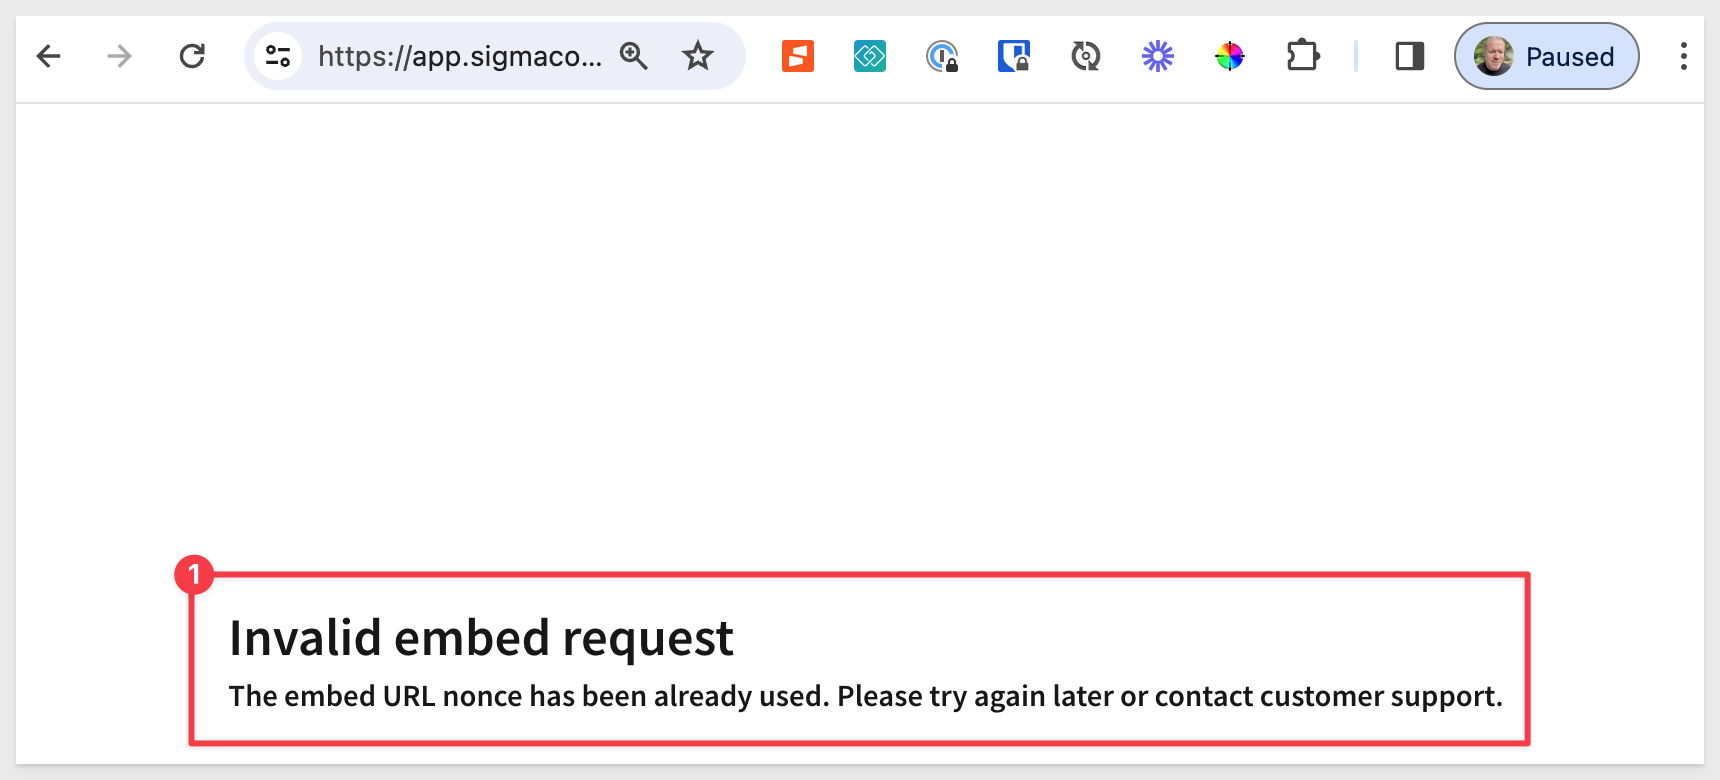 https://app.sigmaco...
Paused
1
Invalid embed request
The embed URL nonce has been already used. Please try again later or contact customer support.